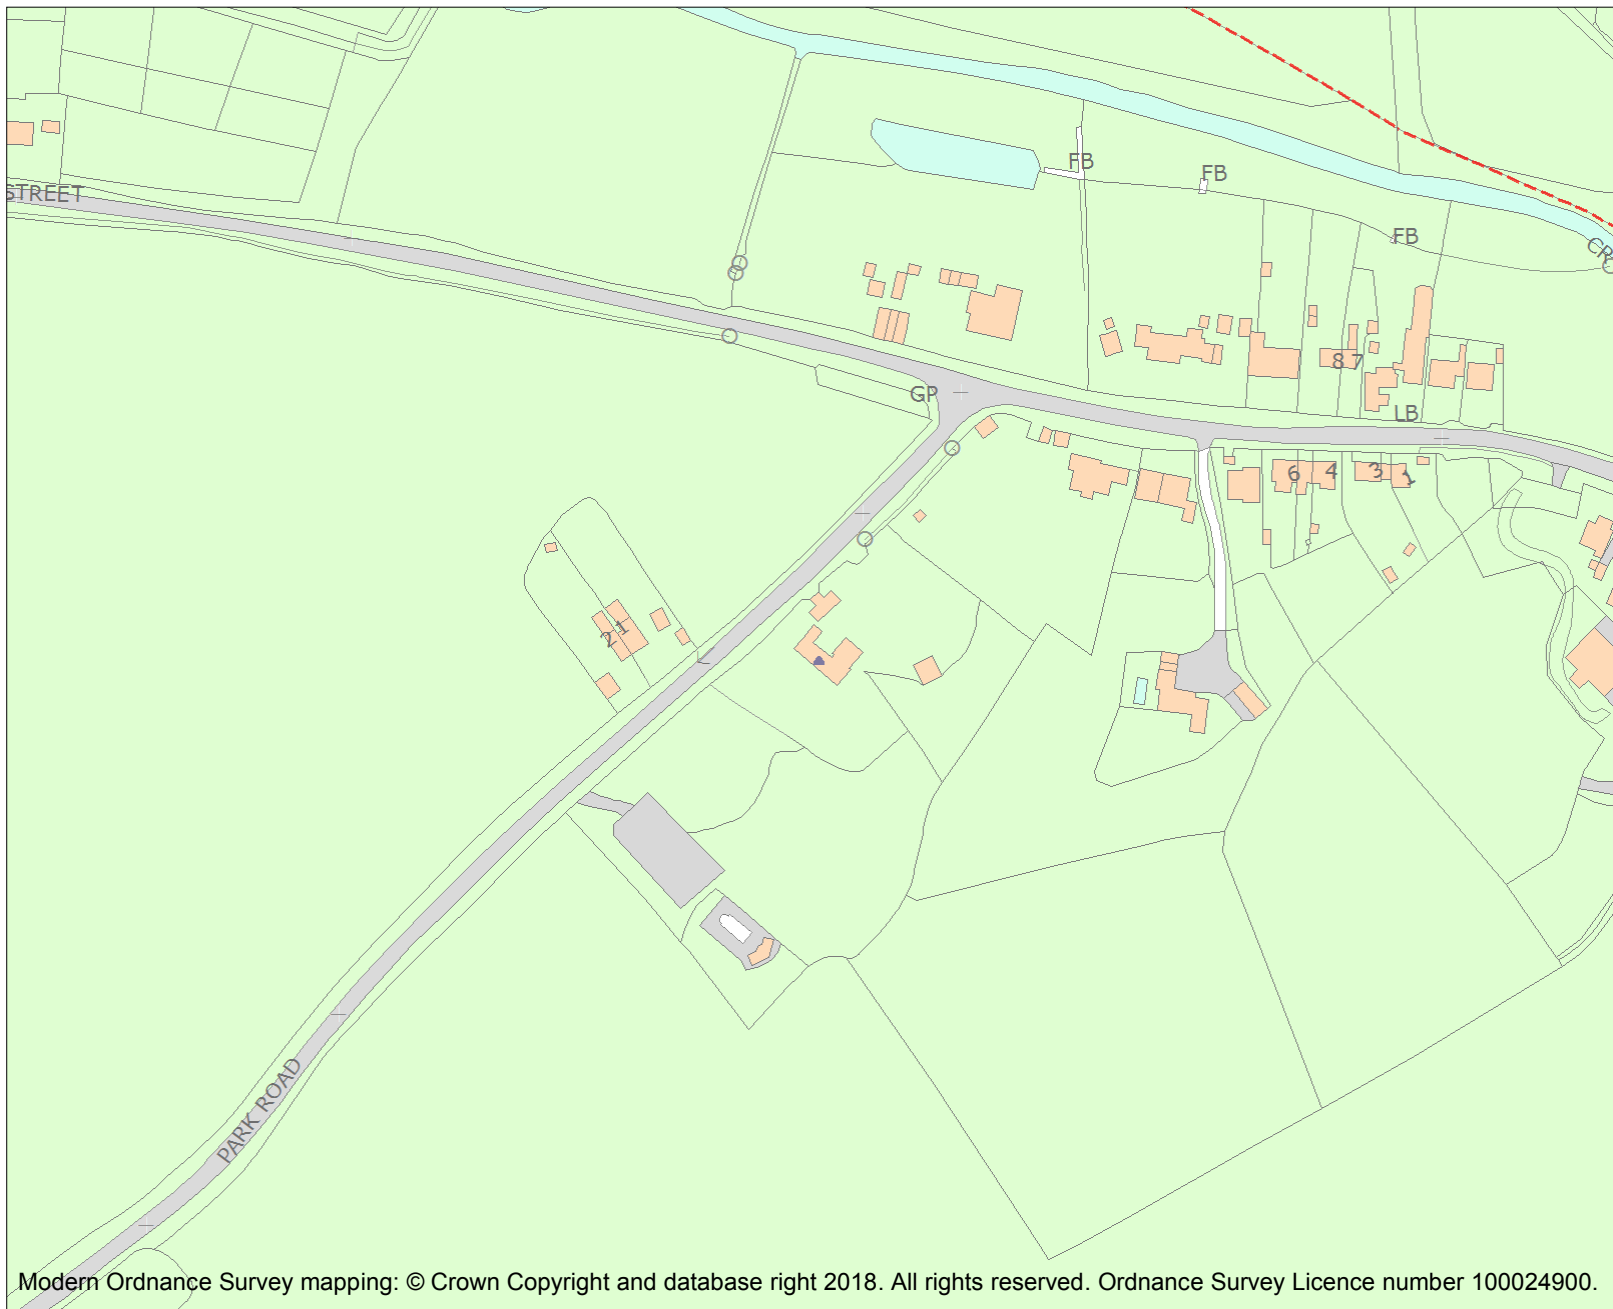 STREET
FB
FB
FB
CR
8 7
GP
LB
6
4
3
1
2 1
PARK ROAD
Modern Ordnance Survey mapping: © Crown Copyright and database right 2018. All rights reserved. Ordnance Survey Licence number 100024900.